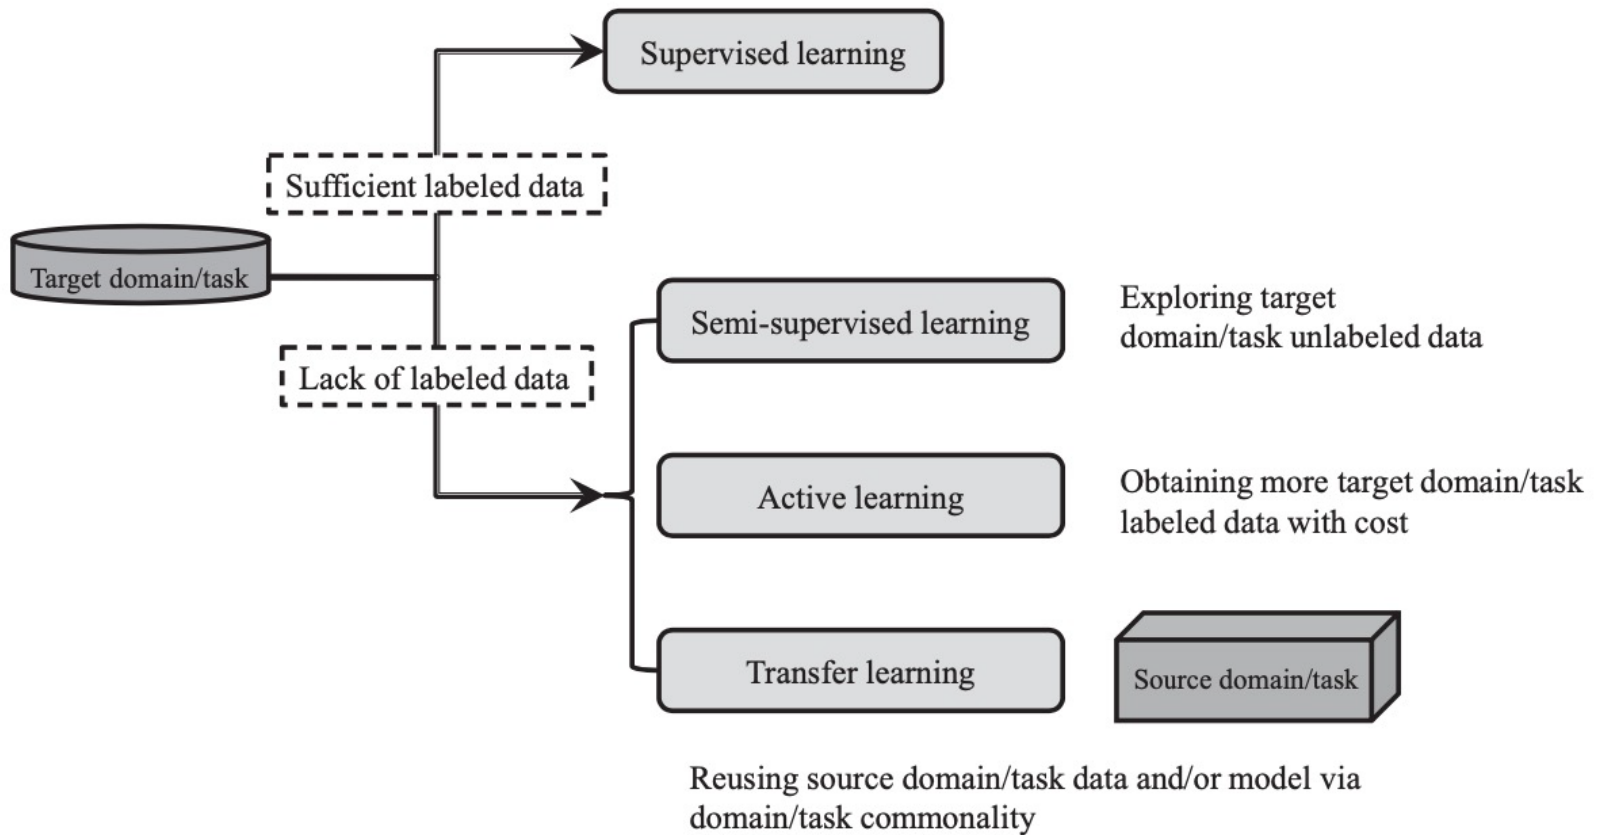 Supervised learning
Sufficient labeled data
Target domain/task
Lack of labeled data
Semi-supervised learning
Exploring target
domain/task unlabeled data
Active learning
Obtaining more target domain/task
labeled data with cost
Transfer learning
Source domain/task
Reusing source domain/task data and/or model via
domain/task commonality